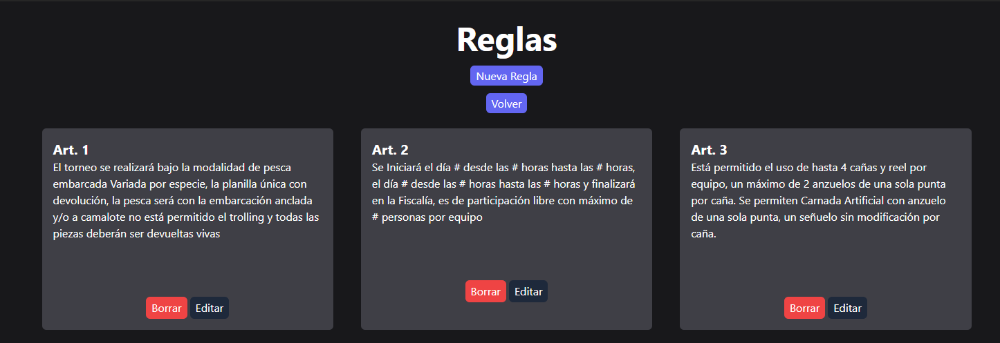 Reglas
Nueva Regla
Volver
Art. 1
El torneo se realizará bajo la modalidad de pesca
embarcada Variada por especie, la planilla única con
devolución, la pesca será con la embarcación anclada
y/o a camalote no está permitido el trolling y todas las
piezas deberán ser devueltas vivas
Borrar Editar
Art. 2
Se Iniciará el día # desde las # horas hasta las # horas,
el día # desde las # horas hasta las # horas y finalizará
en la Fiscalía, es de participación libre con máximo de
# personas por equipo
Borrar Editar
Art. 3
Está permitido el uso de hasta 4 cañas y reel por
equipo, un máximo de 2 anzuelos de una sola punta
por caña. Se permiten Carnada Artificial con anzuelo
de una sola punta, un señuelo sin modificación por
caña.
Borrar Editar